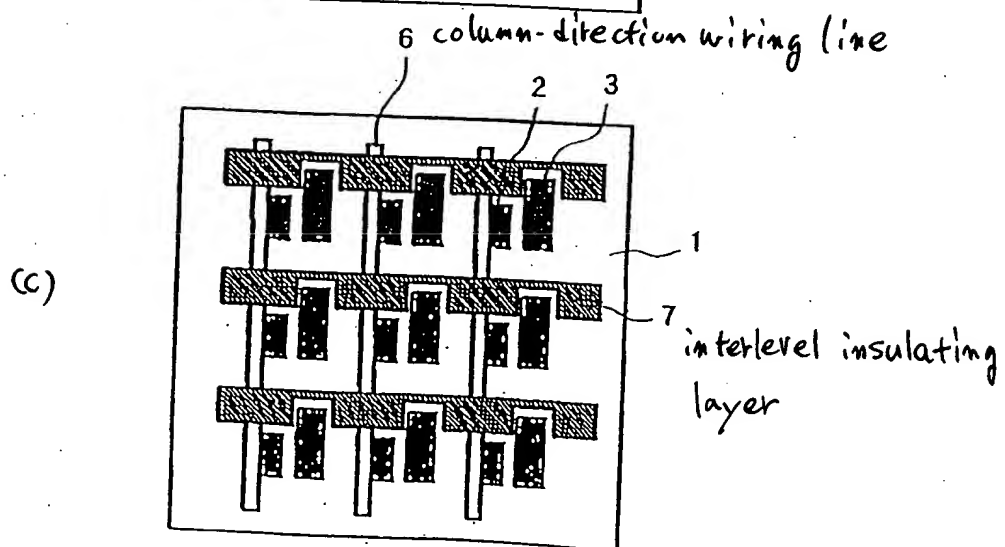 6 column-direction wiring line
2 3
1
(c)
7
interlevel insulating
layer